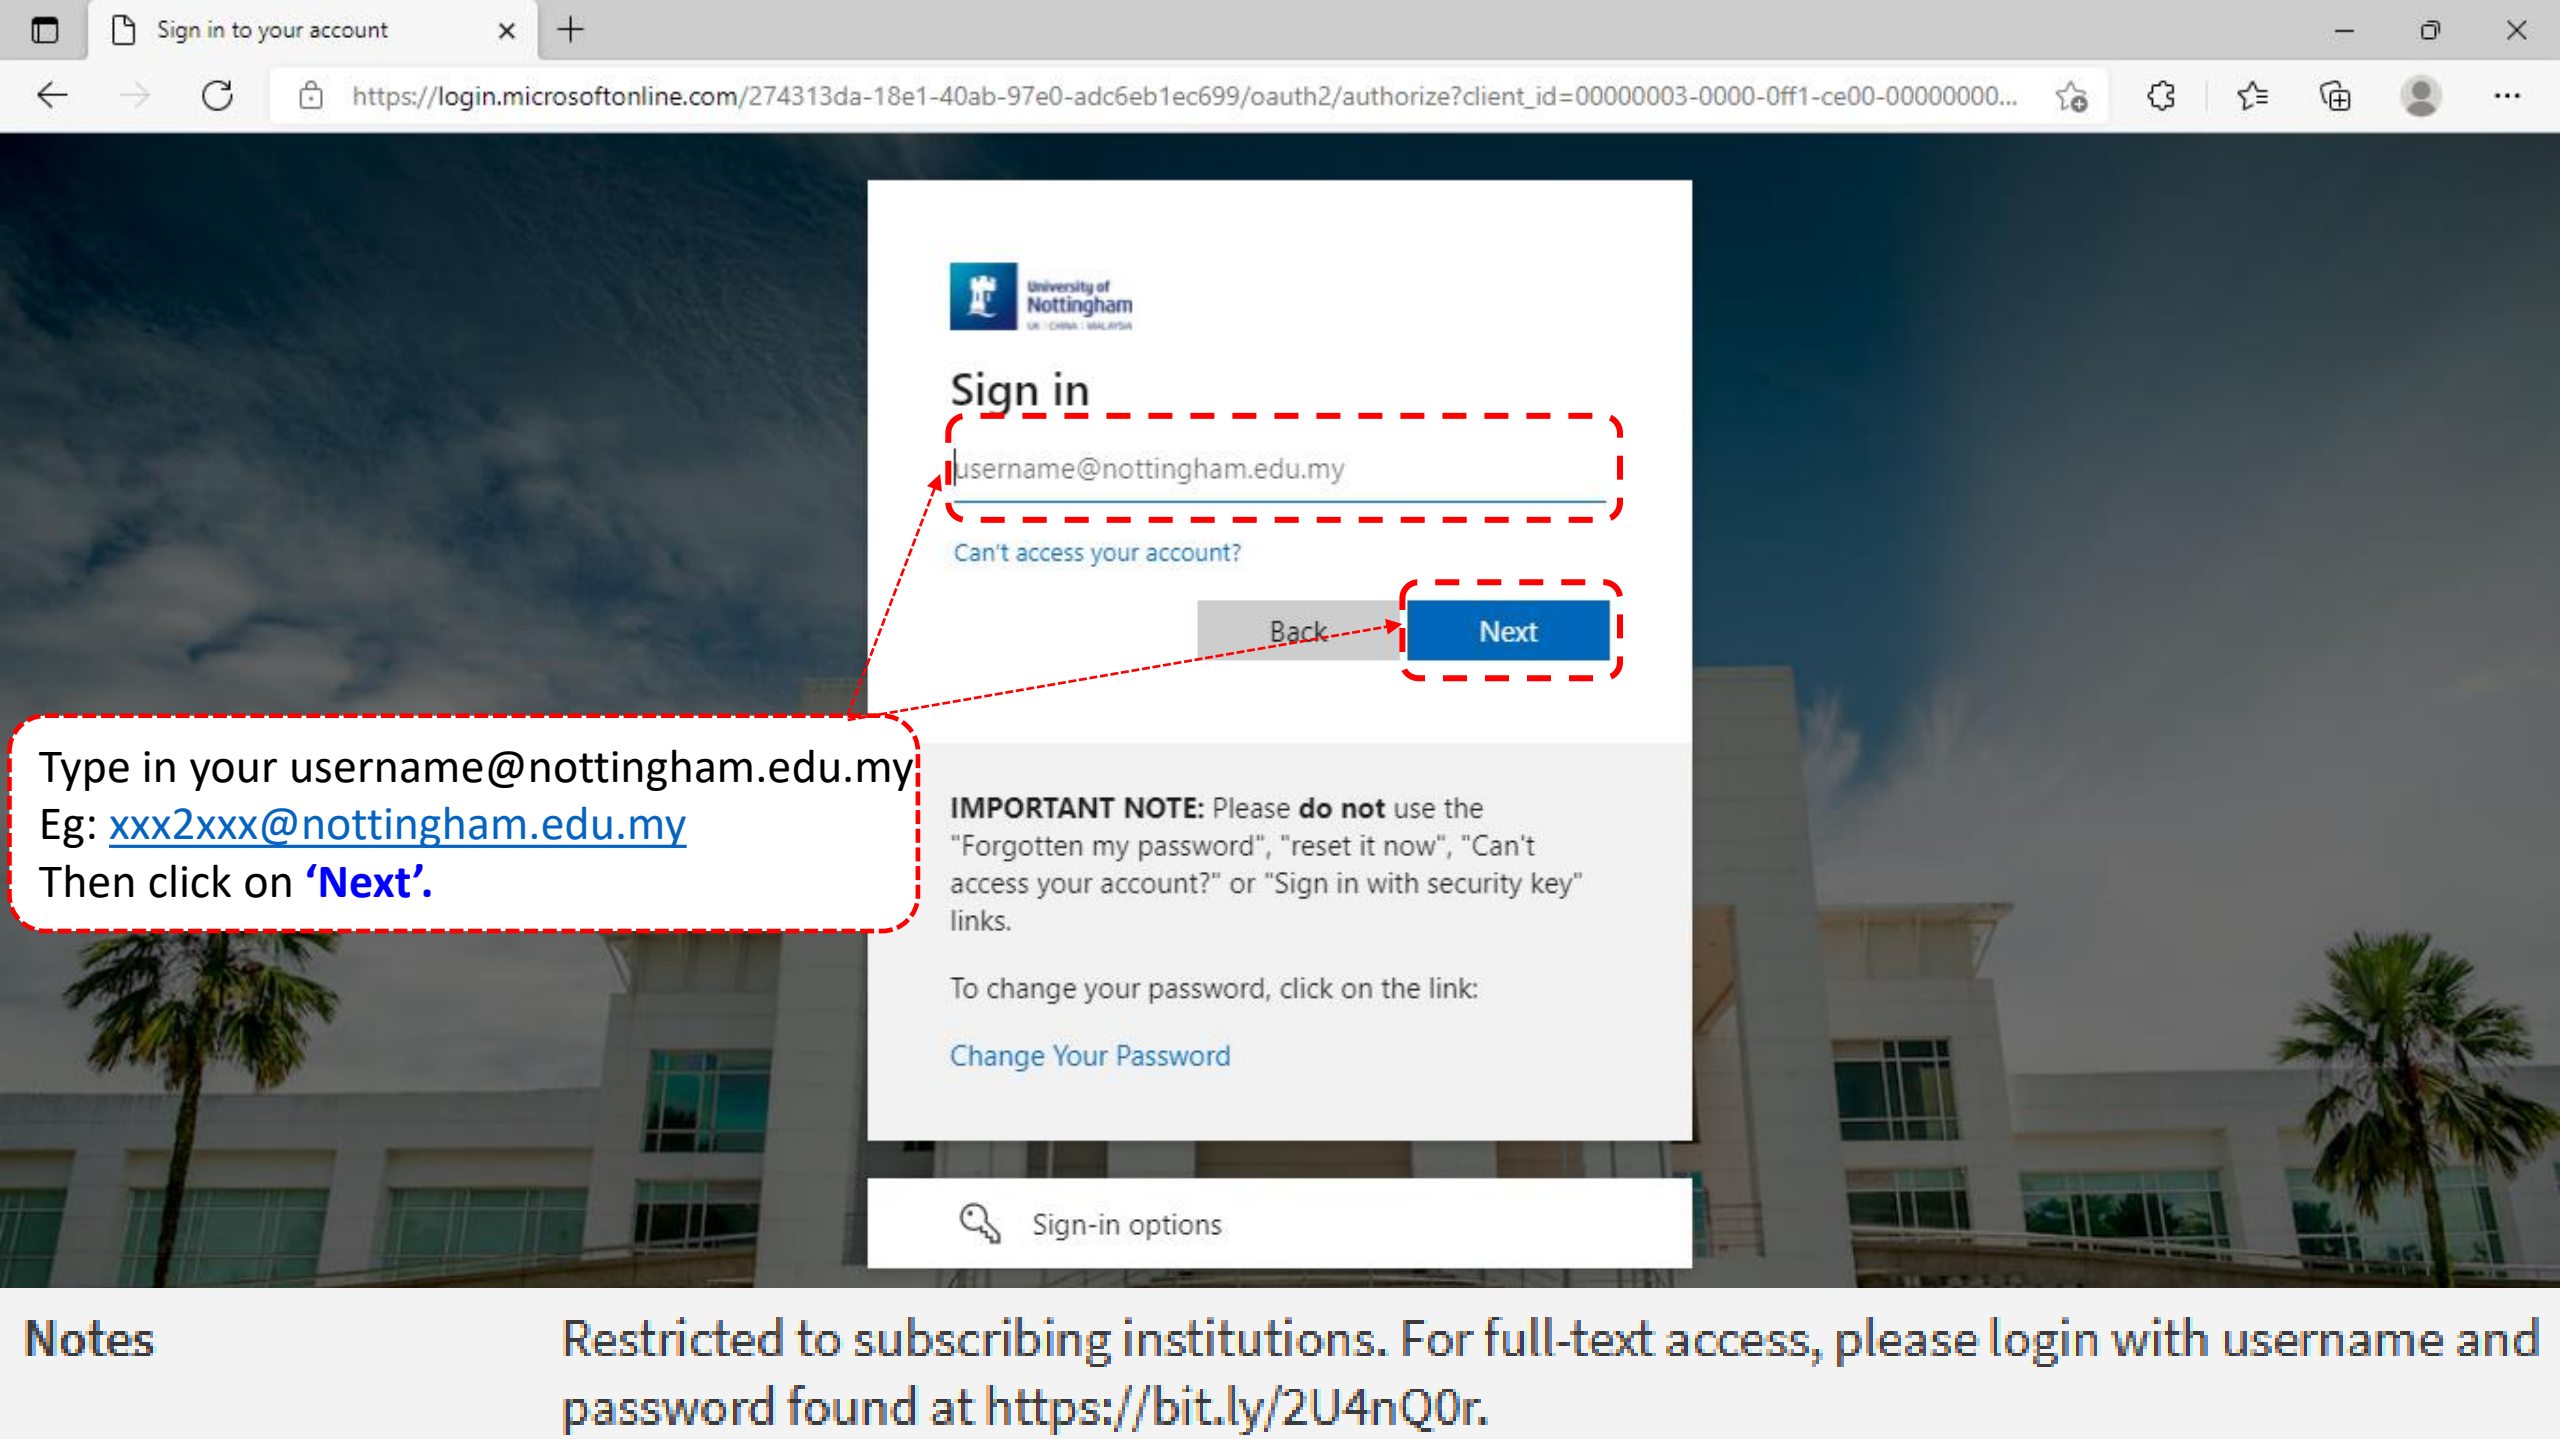 Sign in to your account
https://login.microsoftonline.com/274313da-18e1-40ab-97e0-adc6eb1ec699/oauth2/authorize?client_id=00000003-0000-0ff1-ce00-00000000...
University of
Nottingham
UK | CHINA | MALAYSIA
Sign in
username@nottingham.edu.my
Can't access your account?
Back
Next
Type in your username@nottingham.edu.my
Eg: xxx2xxx@nottingham.edu.my
Then click on ‘Next’.
IMPORTANT NOTE: Please do not use the
"Forgotten my password", "reset it now", "Can't
access your account?" or "Sign in with security key"
links.
To change your password, click on the link:
Change Your Password
Sign-in options
Notes
Restricted to subscribing institutions. For full-text access, please login with username and
password found at https://bit.ly/2U4nQ0r.